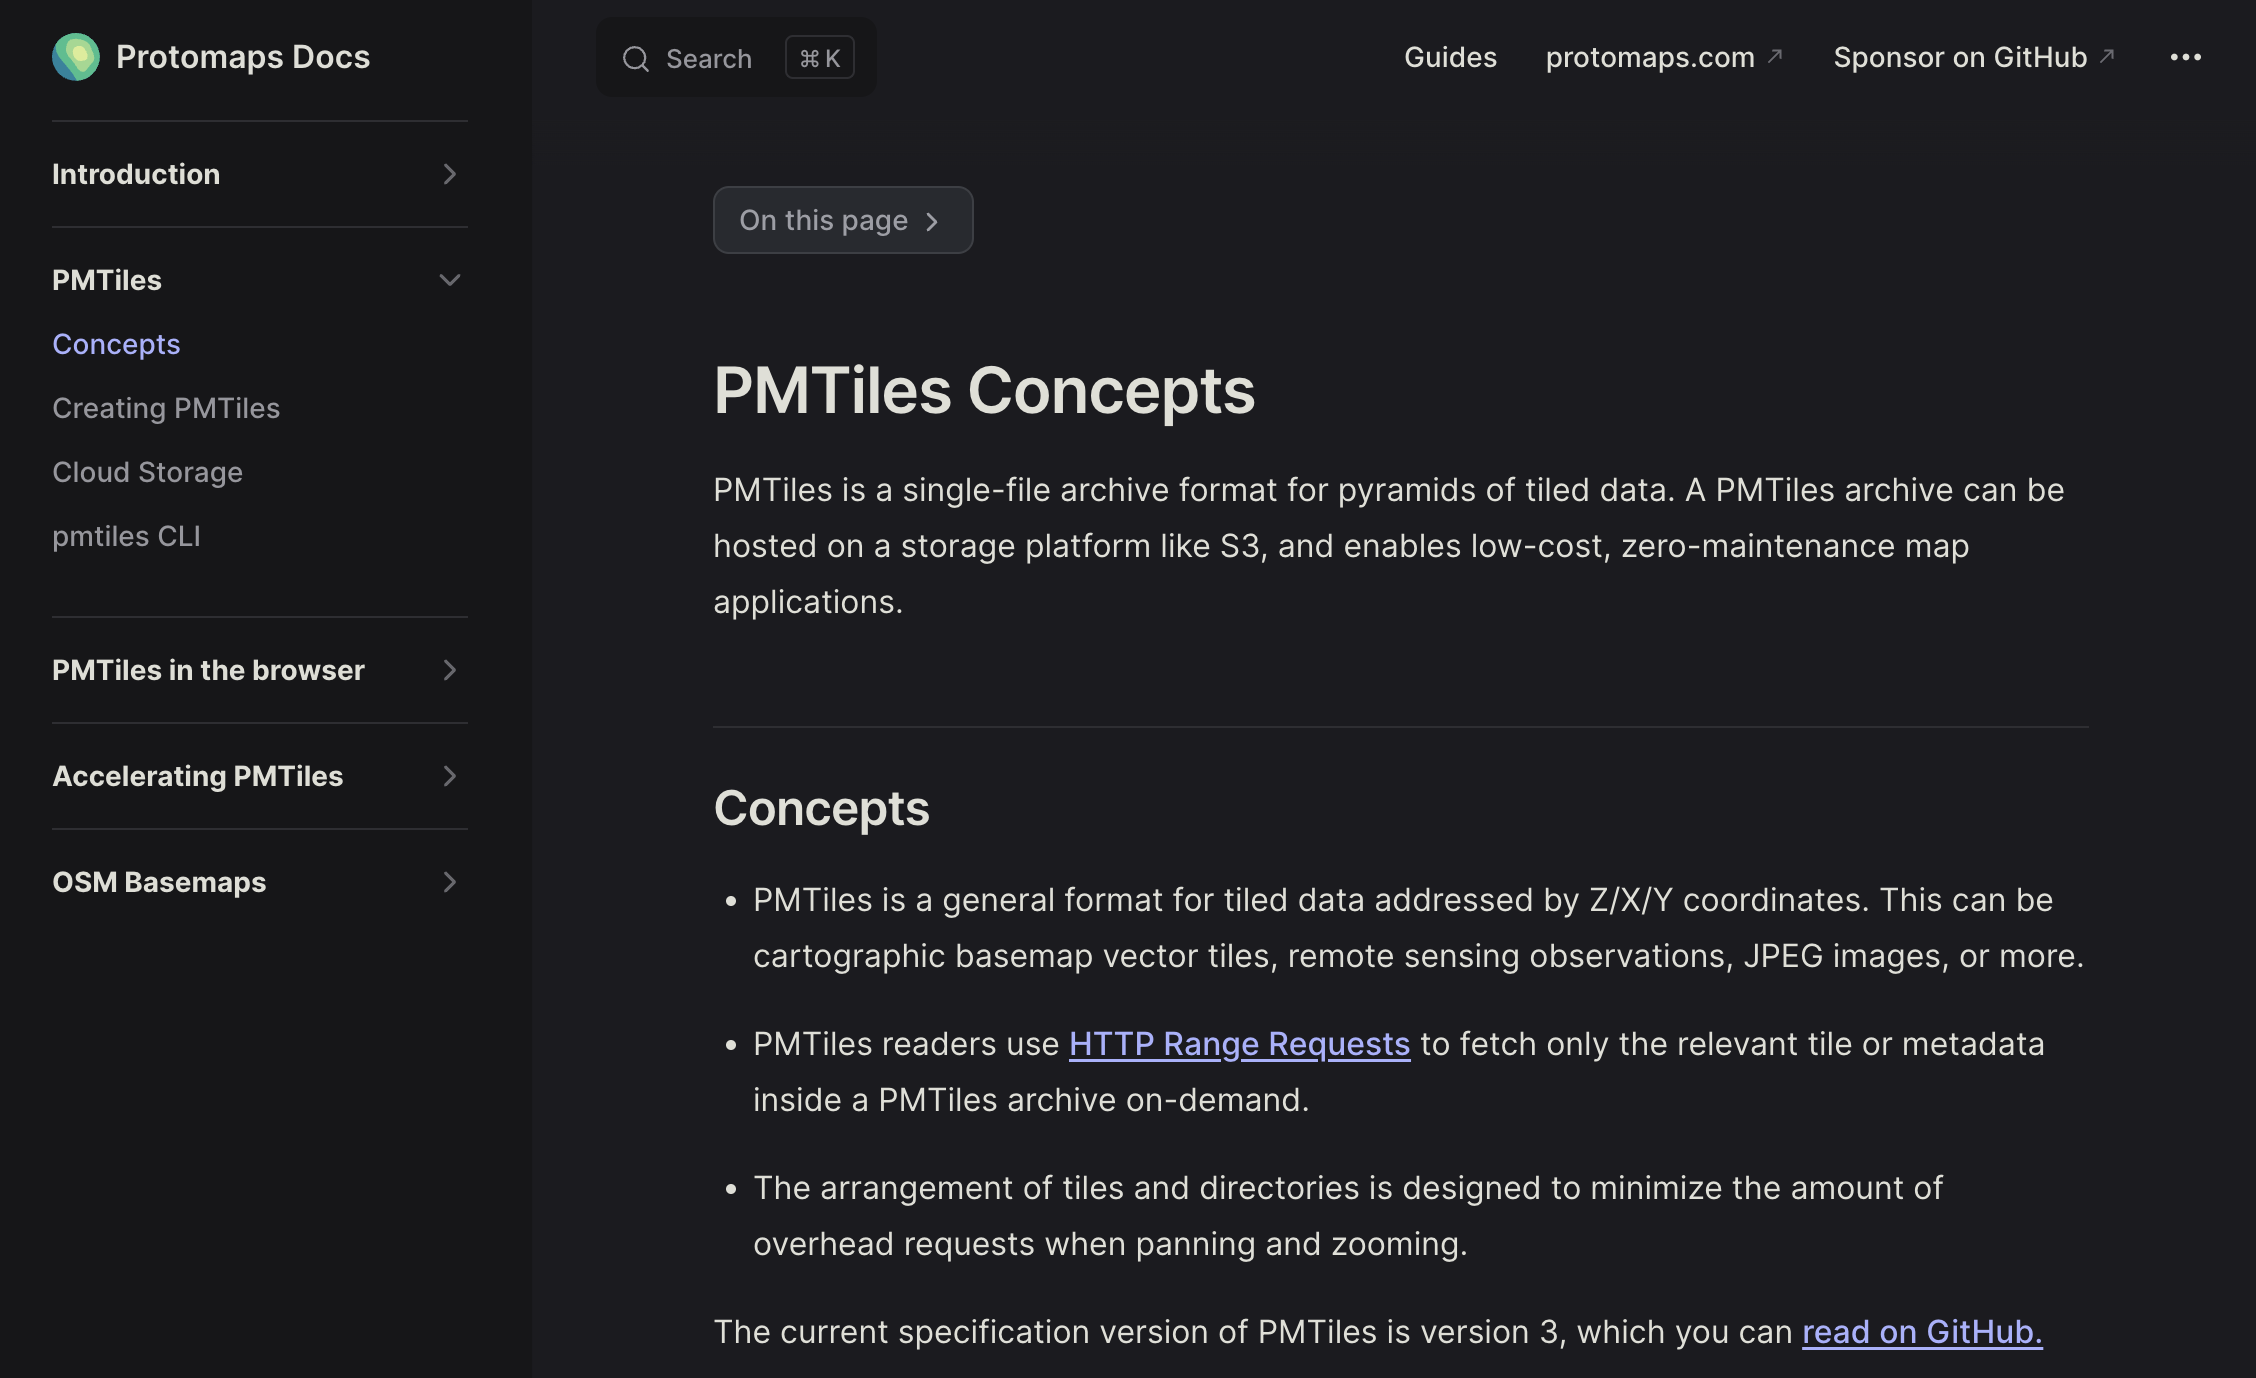 Protomaps Docs
Search ⌘ K
Guides
protomaps.com
Sponsor on GitHub
Introduction
PMTiles
Concepts
Creating PMTiles
Cloud Storage
pmtiles CLI
PMTiles in the browser
Accelerating PMTiles
OSM Basemaps
On this page
PMTiles Concepts
PMTiles is a single-file archive format for pyramids of tiled data. A PMTiles archive can be
hosted on a storage platform like S3, and enables low-cost, zero-maintenance map
applications.
Concepts
• PMTiles is a general format for tiled data addressed by Z/X/Y coordinates. This can be
cartographic basemap vector tiles, remote sensing observations, JPEG images, or more.
• PMTiles readers use HTTP Range Requests to fetch only the relevant tile or metadata
inside a PMTiles archive on-demand.
• The arrangement of tiles and directories is designed to minimize the amount of
overhead requests when panning and zooming.
The current specification version of PMTiles is version 3, which you can read on GitHub.